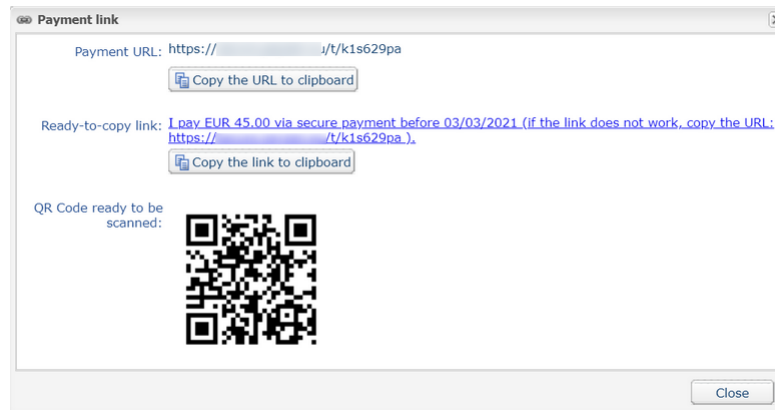 Payment link
Payment URL: https:// /t/k1s629pa
Copy the URL to clipboard
Ready-to-copy link: I pay EUR 45.00 via secure payment before 03/03/2021 (if the link does not work, copy the URL:
https:// /t/k1s629pa ).
Copy the link to clipboard
QR Code ready to be
scanned:
Close